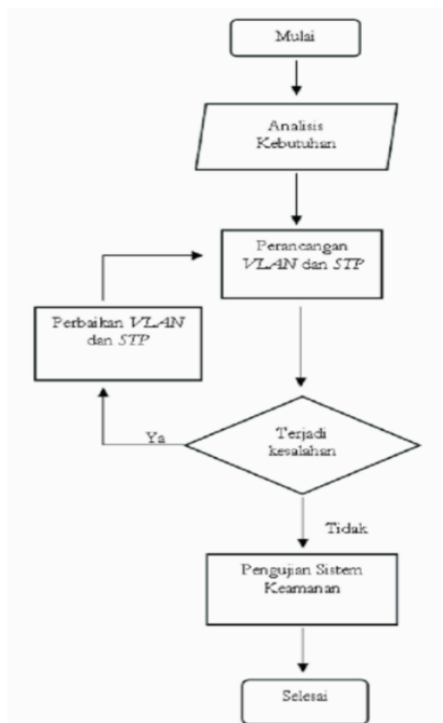 Mulai
Analisis
Kebutuhan
Perancangan
VLAN dan STP
Perbaikan VLAN
dan STP
Terjadi
kesalahan
Ya
Tidak
Pengujian Sistem
Keamanan
Selesai